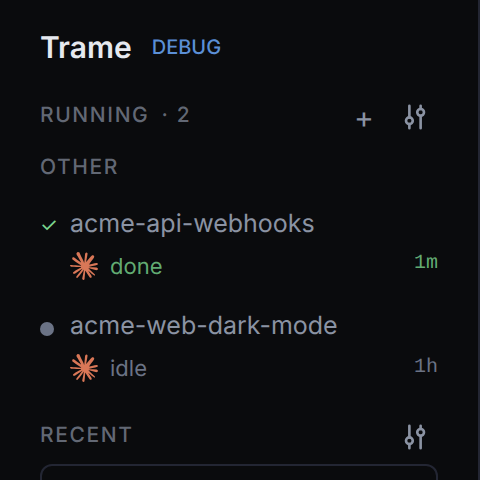 Trame DEBUG
RUNNING · 2 +
OTHER
acme-api-webhooks
done 1m
acme-web-dark-mode
idle 1h
RECENT